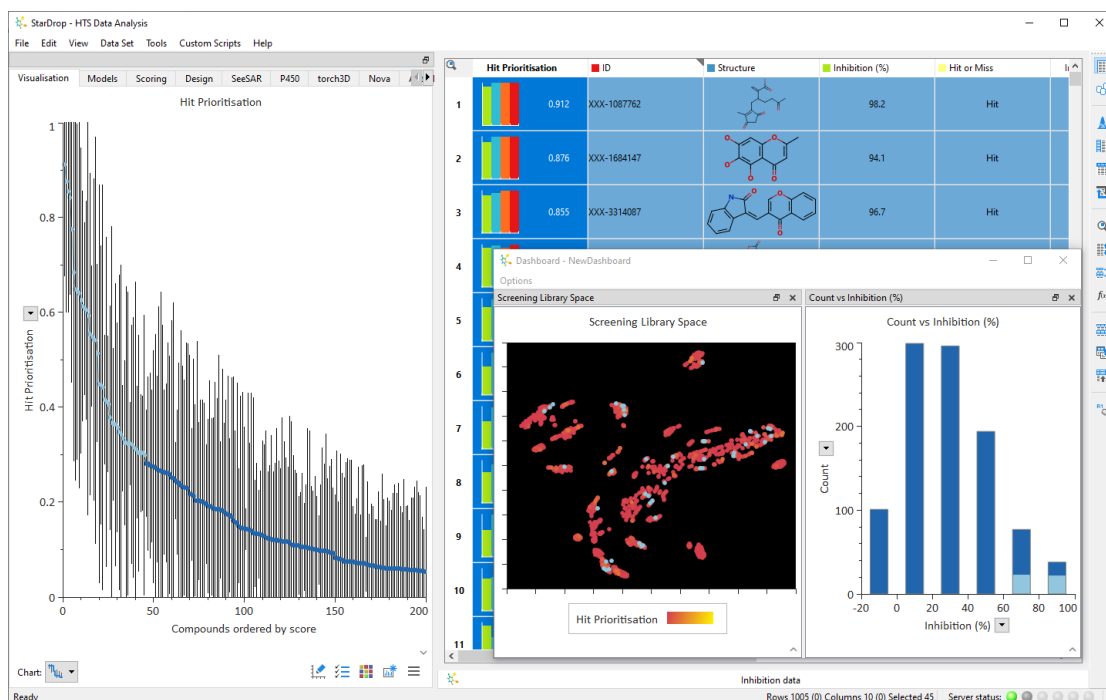 StarDrop - HTS Data Analysis
File Edit View Data Set Tools Custom Scripts Help
Visualisation Models Scoring Design SeeSAR P450 torch3D Nova
Hit Prioritisation
1
0.8
0.6
0.4
0.2
0
Hit Prioritisation
0 50 100 150 200
Compounds ordered by score
Chart:
Ready
Hit Prioritisation ID Structure Inhibition (%) Hit or Miss
1 0.912 XXX-1087762 98.2 Hit
2 0.876 XXX-1684147 94.1 Hit
3 0.855 XXX-3314087 N O O O 96.7 Hit
4
5
6
7
8
9
10
11
Dashboard - NewDashboard
Options
Screening Library Space
Screening Library Space
Hit Prioritisation
Count vs Inhibition (%)
Count vs Inhibition (%)
300
200
100
0
Count
-20 0 20 40 60 80 100
Inhibition (%)
Inhibition data
Rows 1005 (0) Columns 10 (0) Selected 45 Server status: